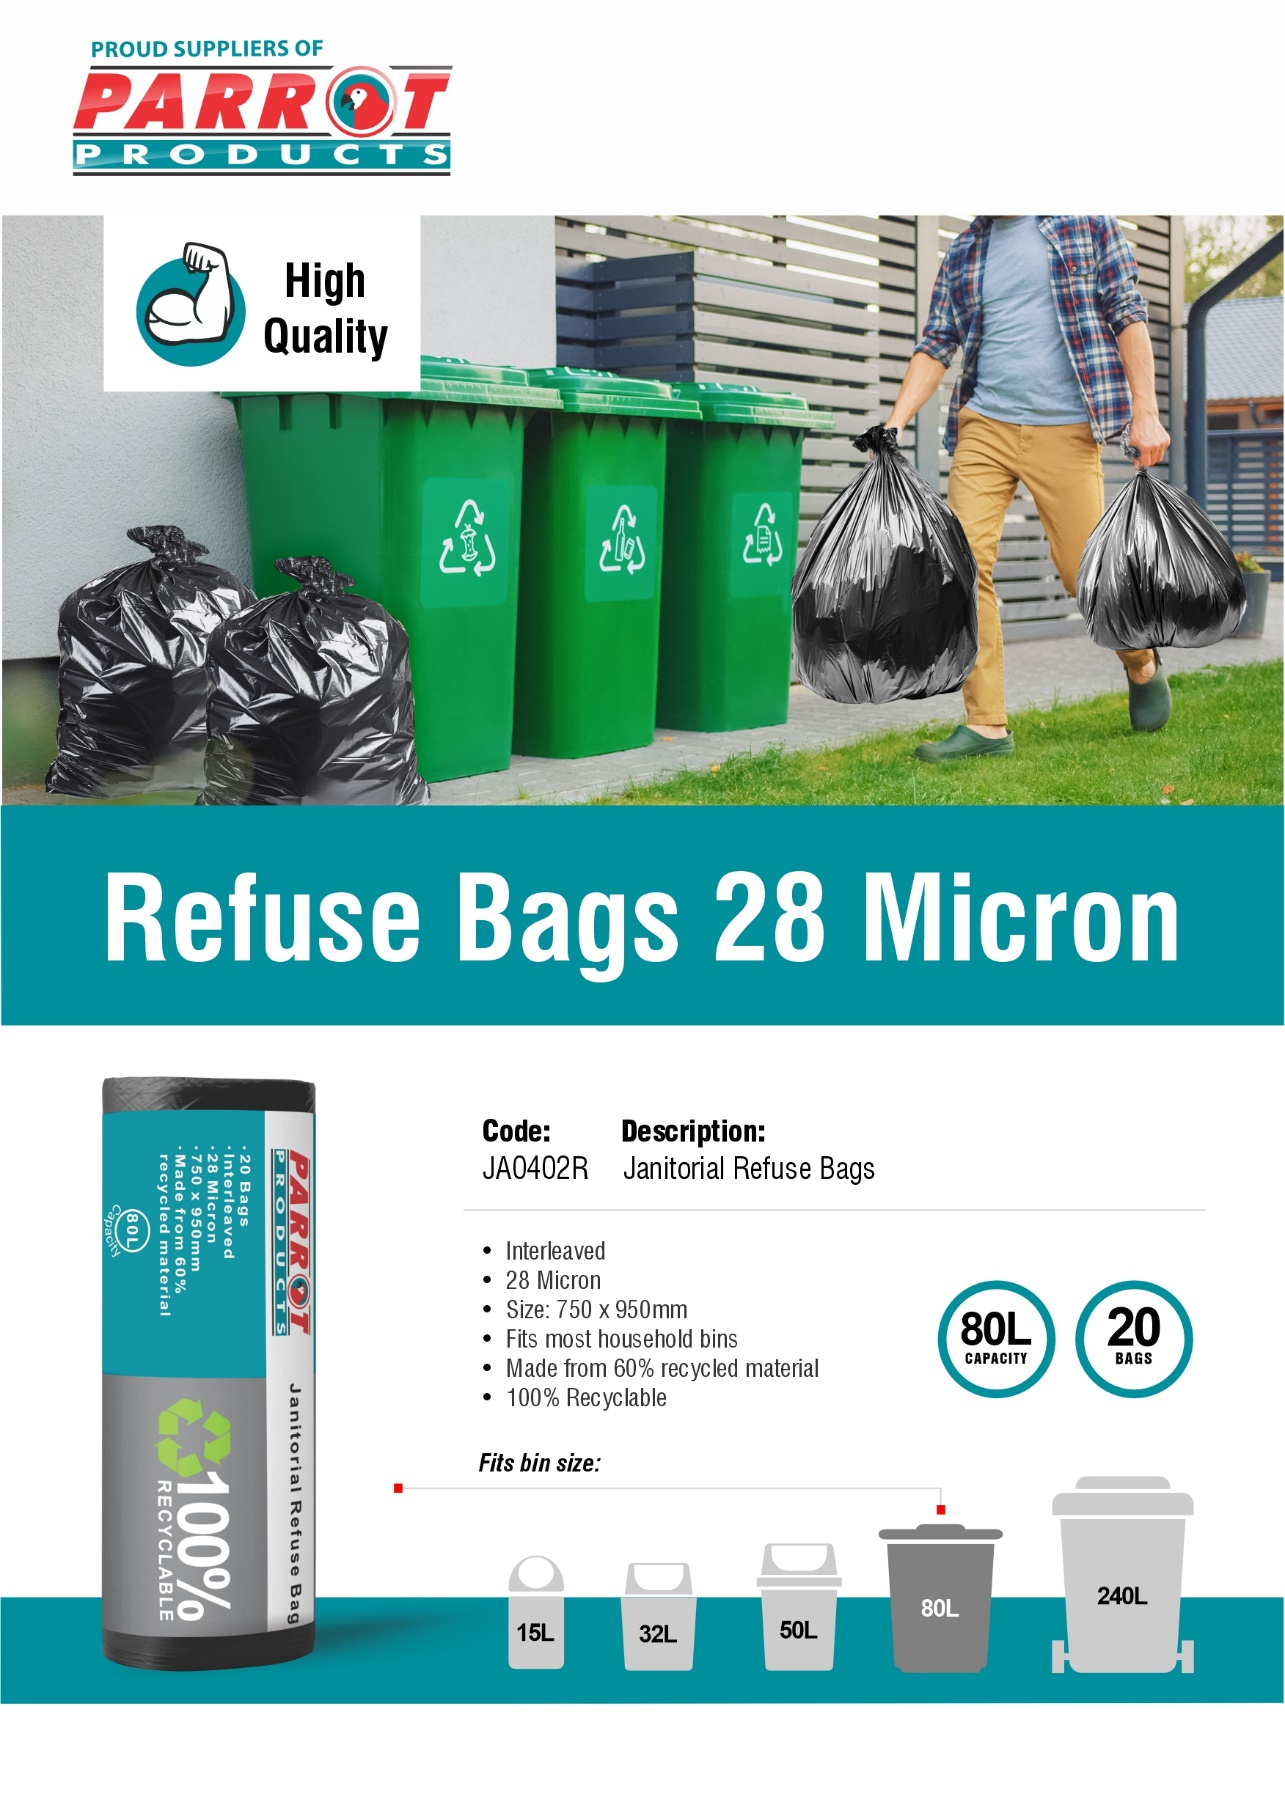 PROUD SUPPLIERS OF
PARROT
PRODUCTS
High
Quality
Refuse Bags 28 Micron
PARROT
PRODUCTS
Janitorial Refuse Bag
· 20 Bags
· Interleaved
· 28 Micron
· 750 x 950mm
· Made from 60%
recycled material
80L
Capacity
100%
RECYCLABLE
Code: Description:
JA0402R Janitorial Refuse Bags
• Interleaved
• 28 Micron
• Size: 750 x 950mm
• Fits most household bins
• Made from 60% recycled material
• 100% Recyclable
80L
CAPACITY
20
BAGS
Fits bin size:
15L
32L
50L
80L
240L